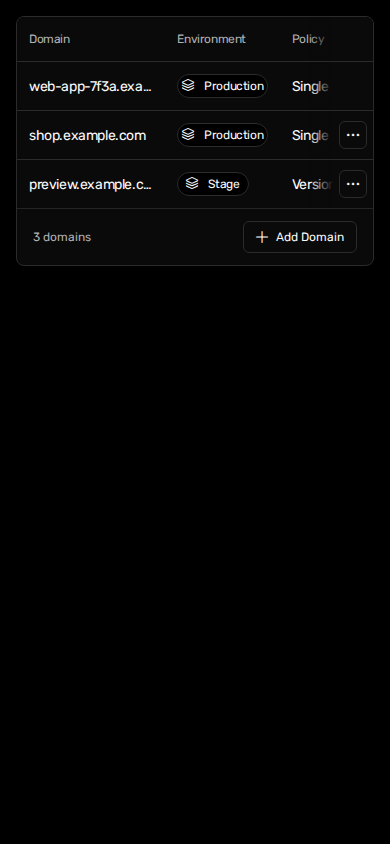 Domain Environment Policy
web-app-7f3a.exa... Production Single
shop.example.com Production Single
preview.example.c... Stage Version
3 domains Add Domain